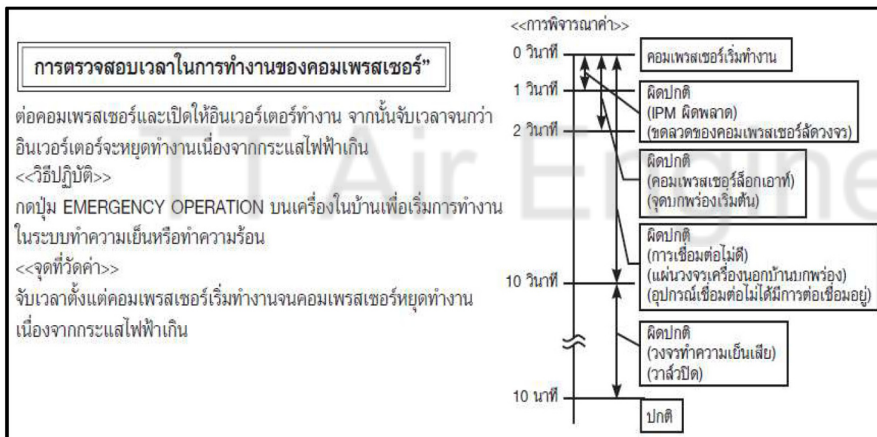 การตรวจสอบเวลาในการทำงานของคอมเพรสเซอร์”
ต่อคอมเพรสเซอร์และเปิดให้อินเวอร์เตอร์ทำงาน จากนั้นจับเวลาจนกว่า
อินเวอร์เตอร์จะหยุดทำงานเนื่องจากกระแสไฟฟ้าเกิน
<<วิธีปฏิบัติ>>
กดปุ่ม EMERGENCY OPERATION บนเครื่องในบ้านเพื่อเริ่มการทำงาน
ในระบบทำความเย็นหรือทำความร้อน
<<จุดที่วัดค่า>>
จับเวลาตั้งแต่คอมเพรสเซอร์เริ่มทำงานจนคอมเพรสเซอร์หยุดทำงาน
เนื่องจากกระแสไฟฟ้าเกิน
<<การพิจารณาค่า>>
0 วินาที
คอมเพรสเซอร์เริ่มทำงาน
1 วินาที
2 วินาที
ผิดปกติ
(IPM ผิดพลาด)
(ขดลวดของคอมเพรสเซอร์ลัดวงจร)
ผิดปกติ
(คอมเพรสเซอร์ล็อกเอาท์)
(จุดบกพร่องเริ่มต้น)
ผิดปกติ
(การเชื่อมต่อไม่ดี)
(แผ่นวงจรเครื่องนอกบ้านบกพร่อง)
(อุปกรณ์เชื่อมต่อไม่ได้มีการต่อเชื่อมอยู่)
10 วินาที
ผิดปกติ
(วงจรทำความเย็นเสีย)
(วาล์วปิด)
10 นาที
ปกติ
TT Air Engine